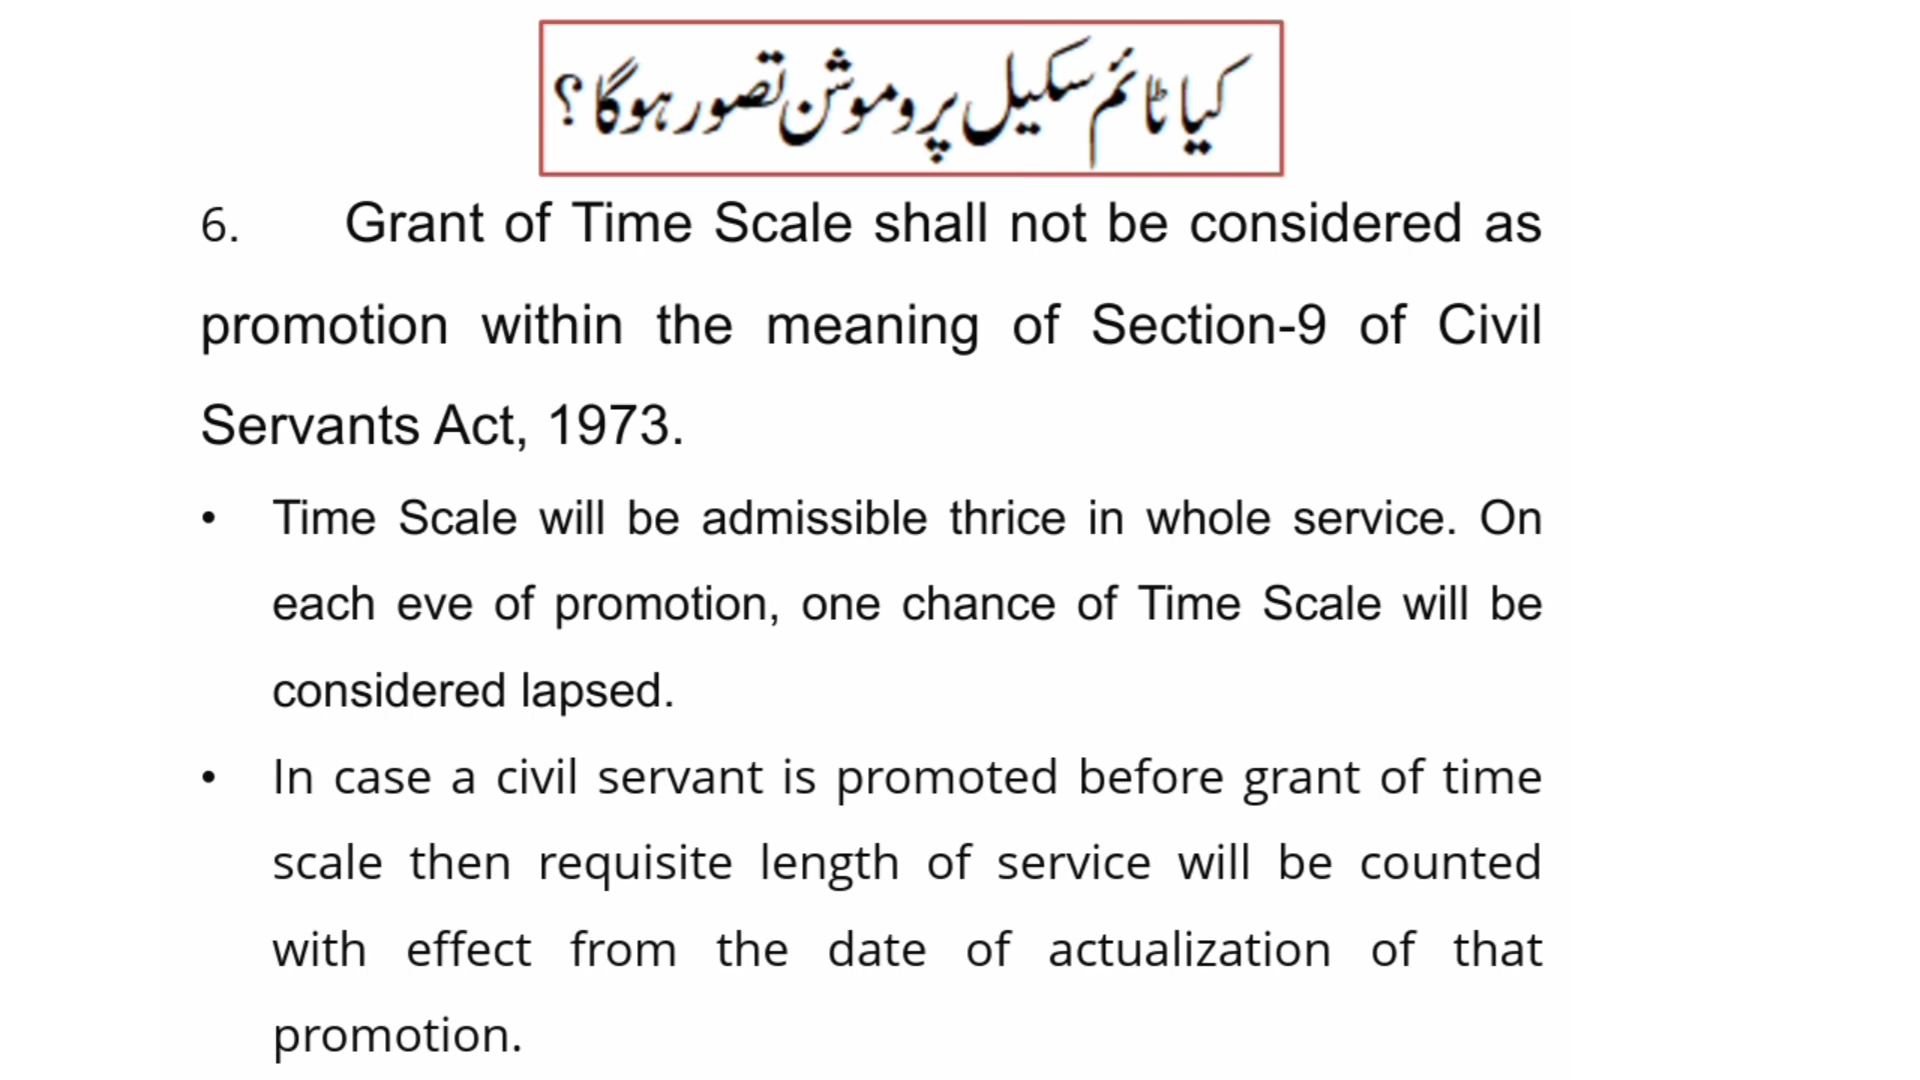 کیا ٹائم سکیل پروموشن تصور ہوگا؟
6. Grant of Time Scale shall not be considered as
promotion within the meaning of Section-9 of Civil
Servants Act, 1973.
• Time Scale will be admissible thrice in whole service. On
each eve of promotion, one chance of Time Scale will be
considered lapsed.
• In case a civil servant is promoted before grant of time
scale then requisite length of service will be counted
with effect from the date of actualization of that
promotion.